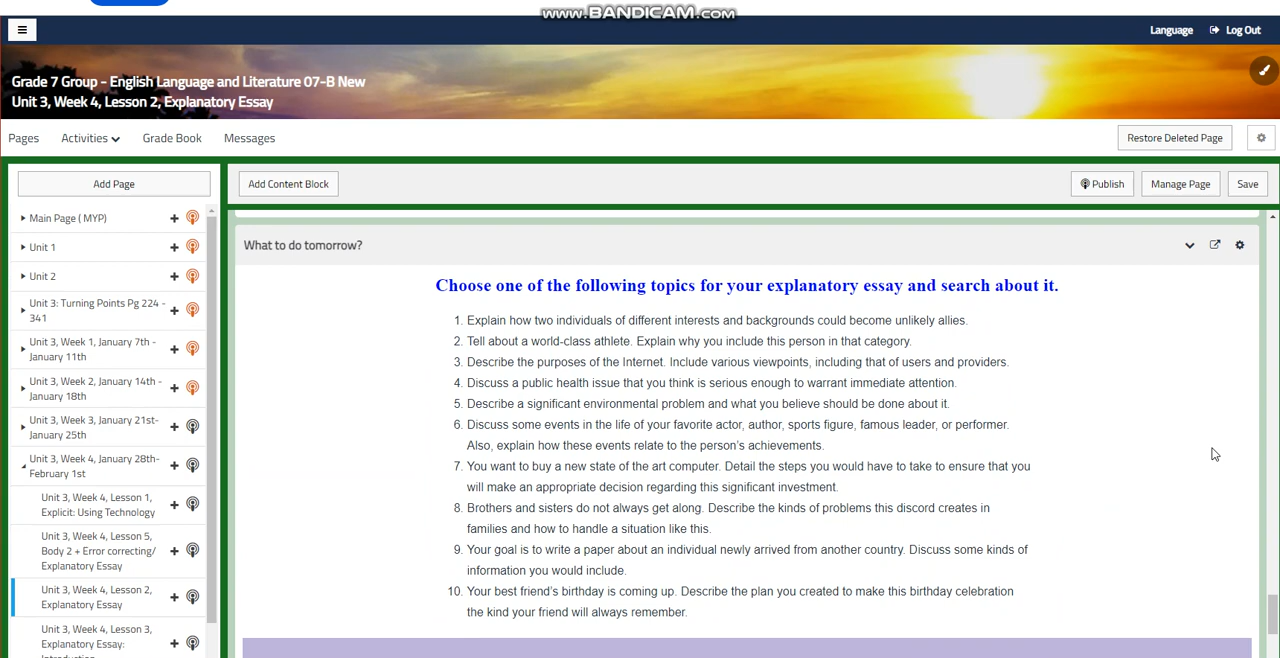 www.BANDICAM.com
Language
Log Out
Grade 7 Group - English Language and Literature 07-B New
Unit 3, Week 4, Lesson 2, Explanatory Essay
Pages
Activities
Grade Book
Messages
Restore Deleted Page
Add Page
Add Content Block
Publish
Manage Page
Save
Main Page ( MYP)
Unit 1
Unit 2
Unit 3: Turning Points Pg 224 -
341
Unit 3, Week 1, January 7th -
January 11th
Unit 3, Week 2, January 14th -
January 18th
Unit 3, Week 3, January 21st-
January 25th
Unit 3, Week 4, January 28th-
February 1st
Unit 3, Week 4, Lesson 1,
Explicit: Using Technology
Unit 3, Week 4, Lesson 5,
Body 2 + Error correcting/
Explanatory Essay
Unit 3, Week 4, Lesson 2,
Explanatory Essay
Unit 3, Week 4, Lesson 3,
Explanatory Essay:
What to do tomorrow?
Choose one of the following topics for your explanatory essay and search about it.
1. Explain how two individuals of different interests and backgrounds could become unlikely allies.
2. Tell about a world-class athlete. Explain why you include this person in that category.
3. Describe the purposes of the Internet. Include various viewpoints, including that of users and providers.
4. Discuss a public health issue that you think is serious enough to warrant immediate attention.
5. Describe a significant environmental problem and what you believe should be done about it.
6. Discuss some events in the life of your favorite actor, author, sports figure, famous leader, or performer.
Also, explain how these events relate to the person's achievements.
7. You want to buy a new state of the art computer. Detail the steps you would have to take to ensure that you
will make an appropriate decision regarding this significant investment.
8. Brothers and sisters do not always get along. Describe the kinds of problems this discord creates in
families and how to handle a situation like this.
9. Your goal is to write a paper about an individual newly arrived from another country. Discuss some kinds of
information you would include.
10. Your best friend's birthday is coming up. Describe the plan you created to make this birthday celebration
the kind your friend will always remember.